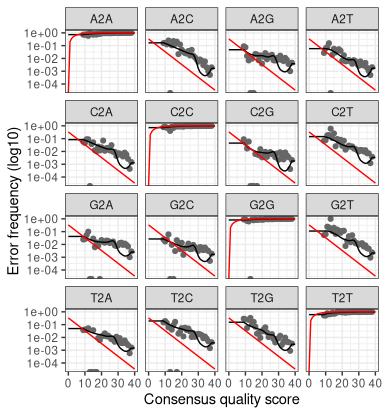 A2A A2C A2G A2T
1e+00
1e-01
1e-02
1e-03
1e-04
C2A C2C C2G C2T
1e+00
1e-01
1e-02
1e-03
1e-04
G2A G2C G2G G2T
1e+00
1e-01
1e-02
1e-03
1e-04
T2A T2C T2G T2T
1e+00
1e-01
1e-02
1e-03
1e-04
0 10 20 30 40 0 10 20 30 40 0 10 20 30 40 0 10 20 30 40
Consensus quality score
Error frequency (log10)